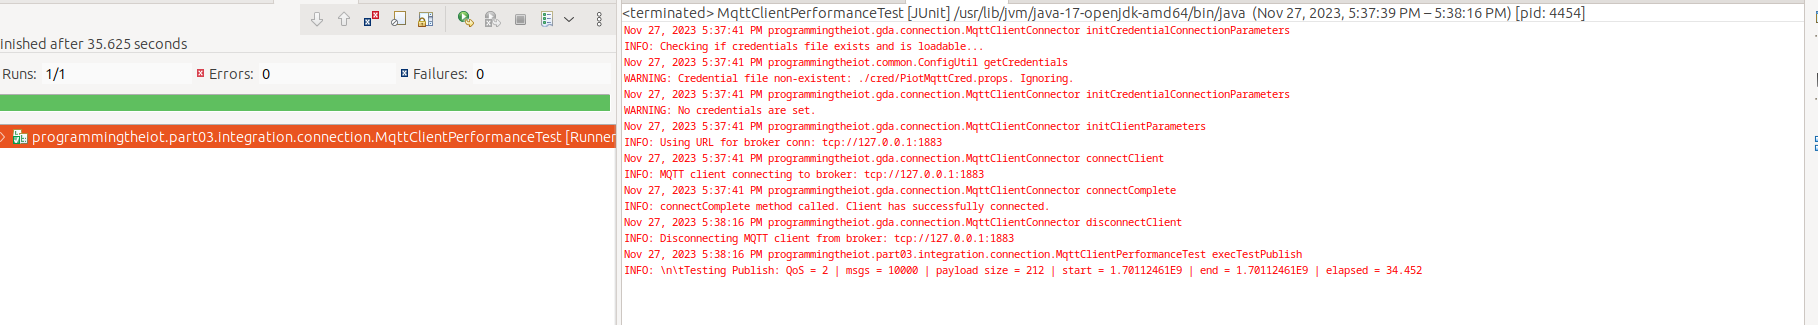 inished after 35.625 seconds
Runs: 1/1 Errors: 0 Failures: 0
programmingtheiot.part03.integration.connection.MqttClientPerformanceTest [Runner
<terminated> MqttClientPerformanceTest [JUnit] /usr/lib/jvm/java-17-openjdk-amd64/bin/java (Nov 27, 2023, 5:37:39 PM – 5:38:16 PM) [pid: 4454]
Nov 27, 2023 5:37:41 PM programmingtheiot.gda.connection.MqttClientConnector initCredentialConnectionParameters
INFO: Checking if credentials file exists and is loadable...
Nov 27, 2023 5:37:41 PM programmingtheiot.common.ConfigUtil getCredentials
WARNING: Credential file non-existent: ./cred/PiotMqttCred.props. Ignoring.
Nov 27, 2023 5:37:41 PM programmingtheiot.gda.connection.MqttClientConnector initCredentialConnectionParameters
WARNING: No credentials are set.
Nov 27, 2023 5:37:41 PM programmingtheiot.gda.connection.MqttClientConnector initClientParameters
INFO: Using URL for broker conn: tcp://127.0.0.1:1883
Nov 27, 2023 5:37:41 PM programmingtheiot.gda.connection.MqttClientConnector connectClient
INFO: MQTT client connecting to broker: tcp://127.0.0.1:1883
Nov 27, 2023 5:37:41 PM programmingtheiot.gda.connection.MqttClientConnector connectComplete
INFO: connectComplete method called. Client has successfully connected.
Nov 27, 2023 5:38:16 PM programmingtheiot.gda.connection.MqttClientConnector disconnectClient
INFO: Disconnecting MQTT client from broker: tcp://127.0.0.1:1883
Nov 27, 2023 5:38:16 PM programmingtheiot.part03.integration.connection.MqttClientPerformanceTest execTestPublish
INFO: \n\tTesting Publish: QoS = 2 | msgs = 10000 | payload size = 212 | start = 1.70112461E9 | end = 1.70112461E9 | elapsed = 34.452